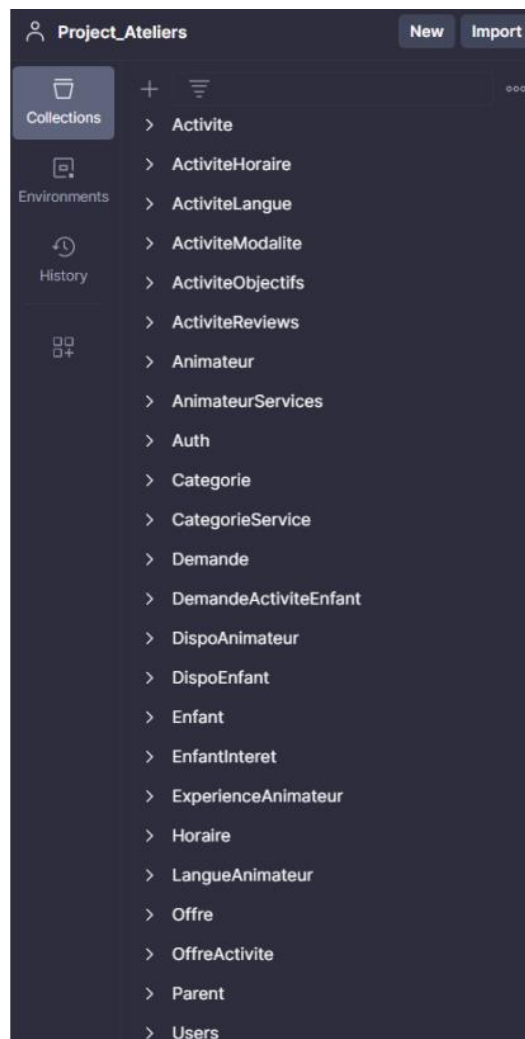 Project_Ateliers
New
Import
Collections
Environments
History
Activite
ActiviteHoraire
ActiviteLangue
ActiviteModalite
ActiviteObjectifs
ActiviteReviews
Animateur
AnimateurServices
Auth
Categorie
CategorieService
Demande
DemandeActiviteEnfant
DispoAnimateur
DispoEnfant
Enfant
EnfantInteret
ExperienceAnimateur
Horaire
LangueAnimateur
Offre
OffreActivite
Parent
Users